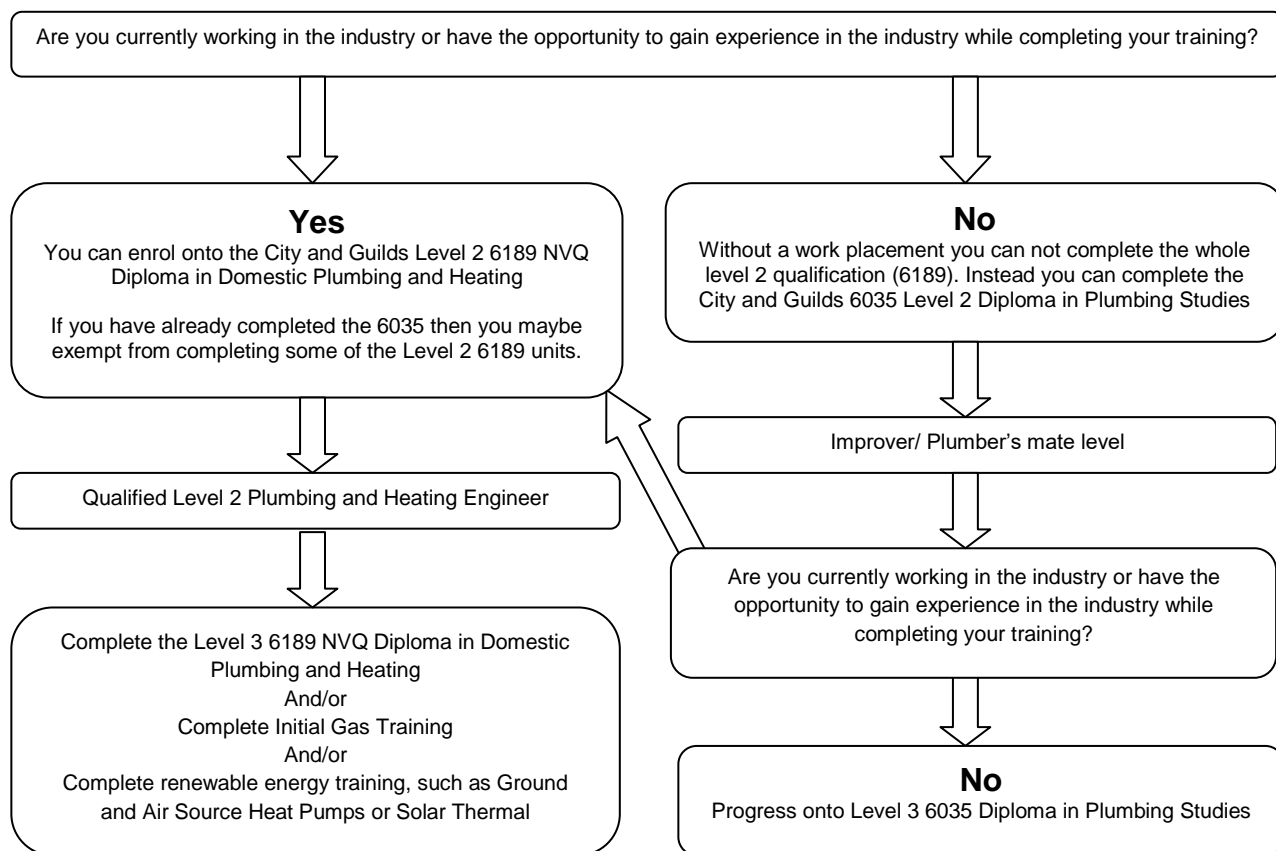 Are you currently working in the industry or have the opportunity to gain experience in the industry while completing your training?
Yes
You can enrol onto the City and Guilds Level 2 6189 NVQ
Diploma in Domestic Plumbing and Heating
If you have already completed the 6035 then you maybe
exempt from completing some of the Level 2 6189 units.
No
Without a work placement you can not complete the whole
level 2 qualification (6189). Instead you can complete the
City and Guilds 6035 Level 2 Diploma in Plumbing Studies
Improver/ Plumber's mate level
Qualified Level 2 Plumbing and Heating Engineer
Are you currently working in the industry or have the
opportunity to gain experience in the industry while
completing your training?
Complete the Level 3 6189 NVQ Diploma in Domestic
Plumbing and Heating
And/or
Complete Initial Gas Training
And/or
Complete renewable energy training, such as Ground
and Air Source Heat Pumps or Solar Thermal
No
Progress onto Level 3 6035 Diploma in Plumbing Studies